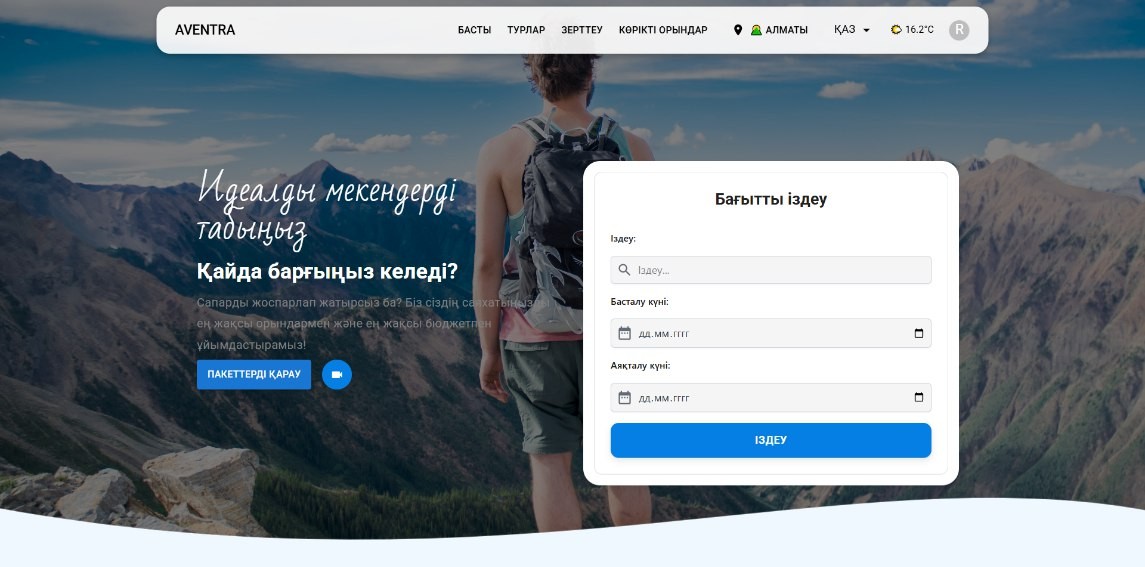 AVENTRA
БАСТЫ ТУРЛАР ЗЕРТТЕУ КӨРІКТІ ОРЫНДАР АЛМАТЫ ҚАЗ 16.2°C R
Идеалды мекендерді
табыңыз
Қайда барғыңыз келеді?
Сапарды жоспарлап жатырсыз ба? Біз сіздің саяхатыңызды
ең жақсы орындармен және ең жақсы бюджетпен
ұйымдастырамыз!
ПАКЕТТЕРДІ ҚАРАУ
Бағытты іздеу
Іздеу:
Іздеу...
Басталу күні:
дд.мм.гггг
Аяқталу күні:
дд.мм.гггг
ІЗДЕУ